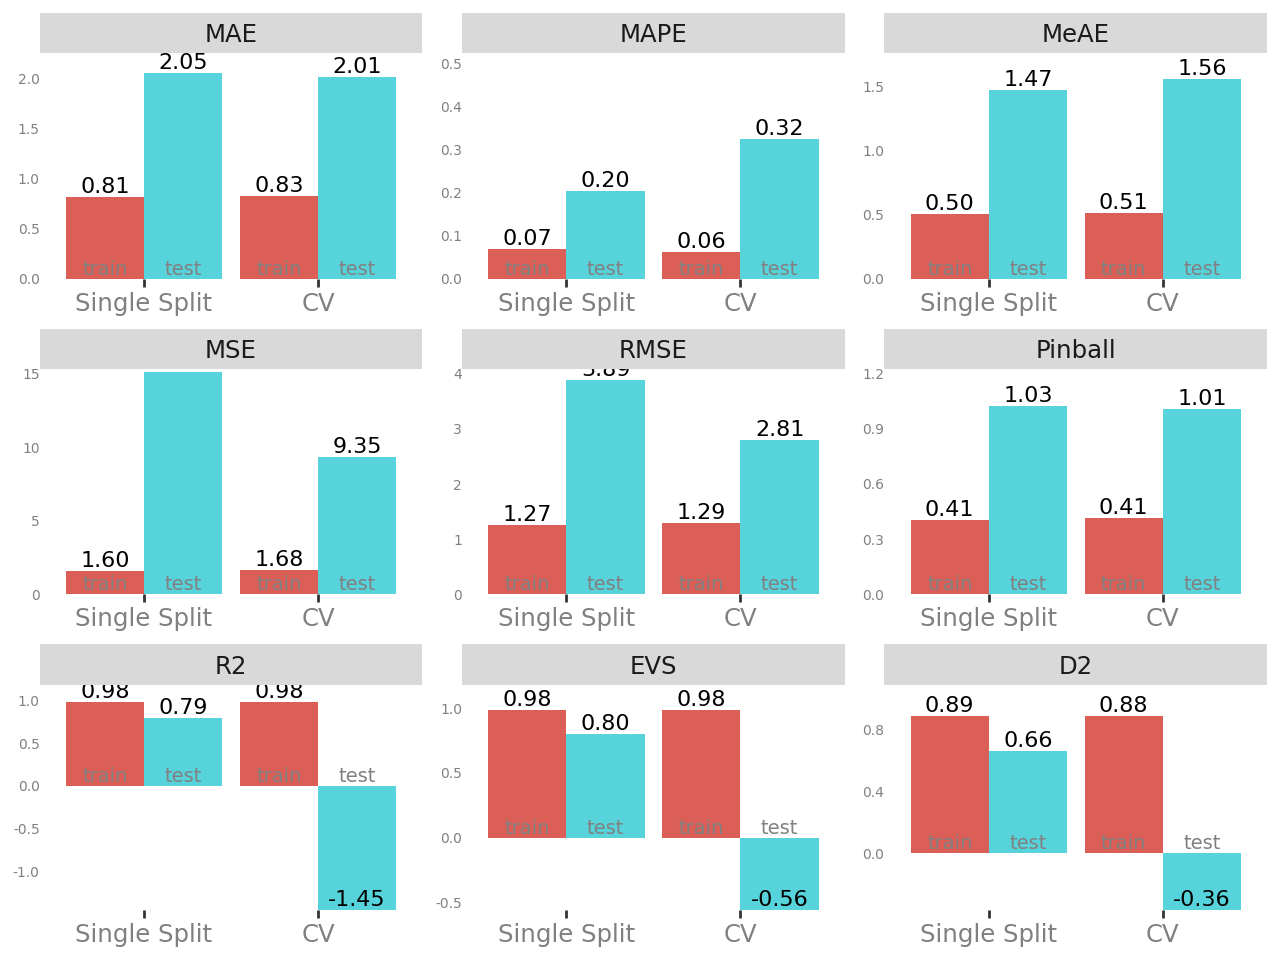 MAE
2.0
1.5
1.0
0.5
0.0
0.81
2.05
0.83
2.01
train
test
train
test
Single Split
CV
MAPE
0.5
0.4
0.3
0.2
0.1
0.0
0.07
0.20
0.06
0.32
train
test
train
test
Single Split
CV
MeAE
1.5
1.0
0.5
0.0
0.50
1.47
0.51
1.56
train
test
train
test
Single Split
CV
MSE
15
10
5
0
1.60
1.68
9.35
train
test
train
test
Single Split
CV
RMSE
4
3
2
1
0
1.27
3.89
1.29
2.81
train
test
train
test
Single Split
CV
Pinball
1.2
0.9
0.6
0.3
0.0
0.41
1.03
0.41
1.01
train
test
train
test
Single Split
CV
R2
1.0
0.5
0.0
-0.5
-1.0
0.98
0.79
0.98
-1.45
train
test
train
test
Single Split
CV
EVS
1.0
0.5
0.0
-0.5
0.98
0.80
0.98
-0.56
train
test
train
test
Single Split
CV
D2
0.8
0.4
0.0
0.89
0.66
0.88
-0.36
train
test
train
test
Single Split
CV